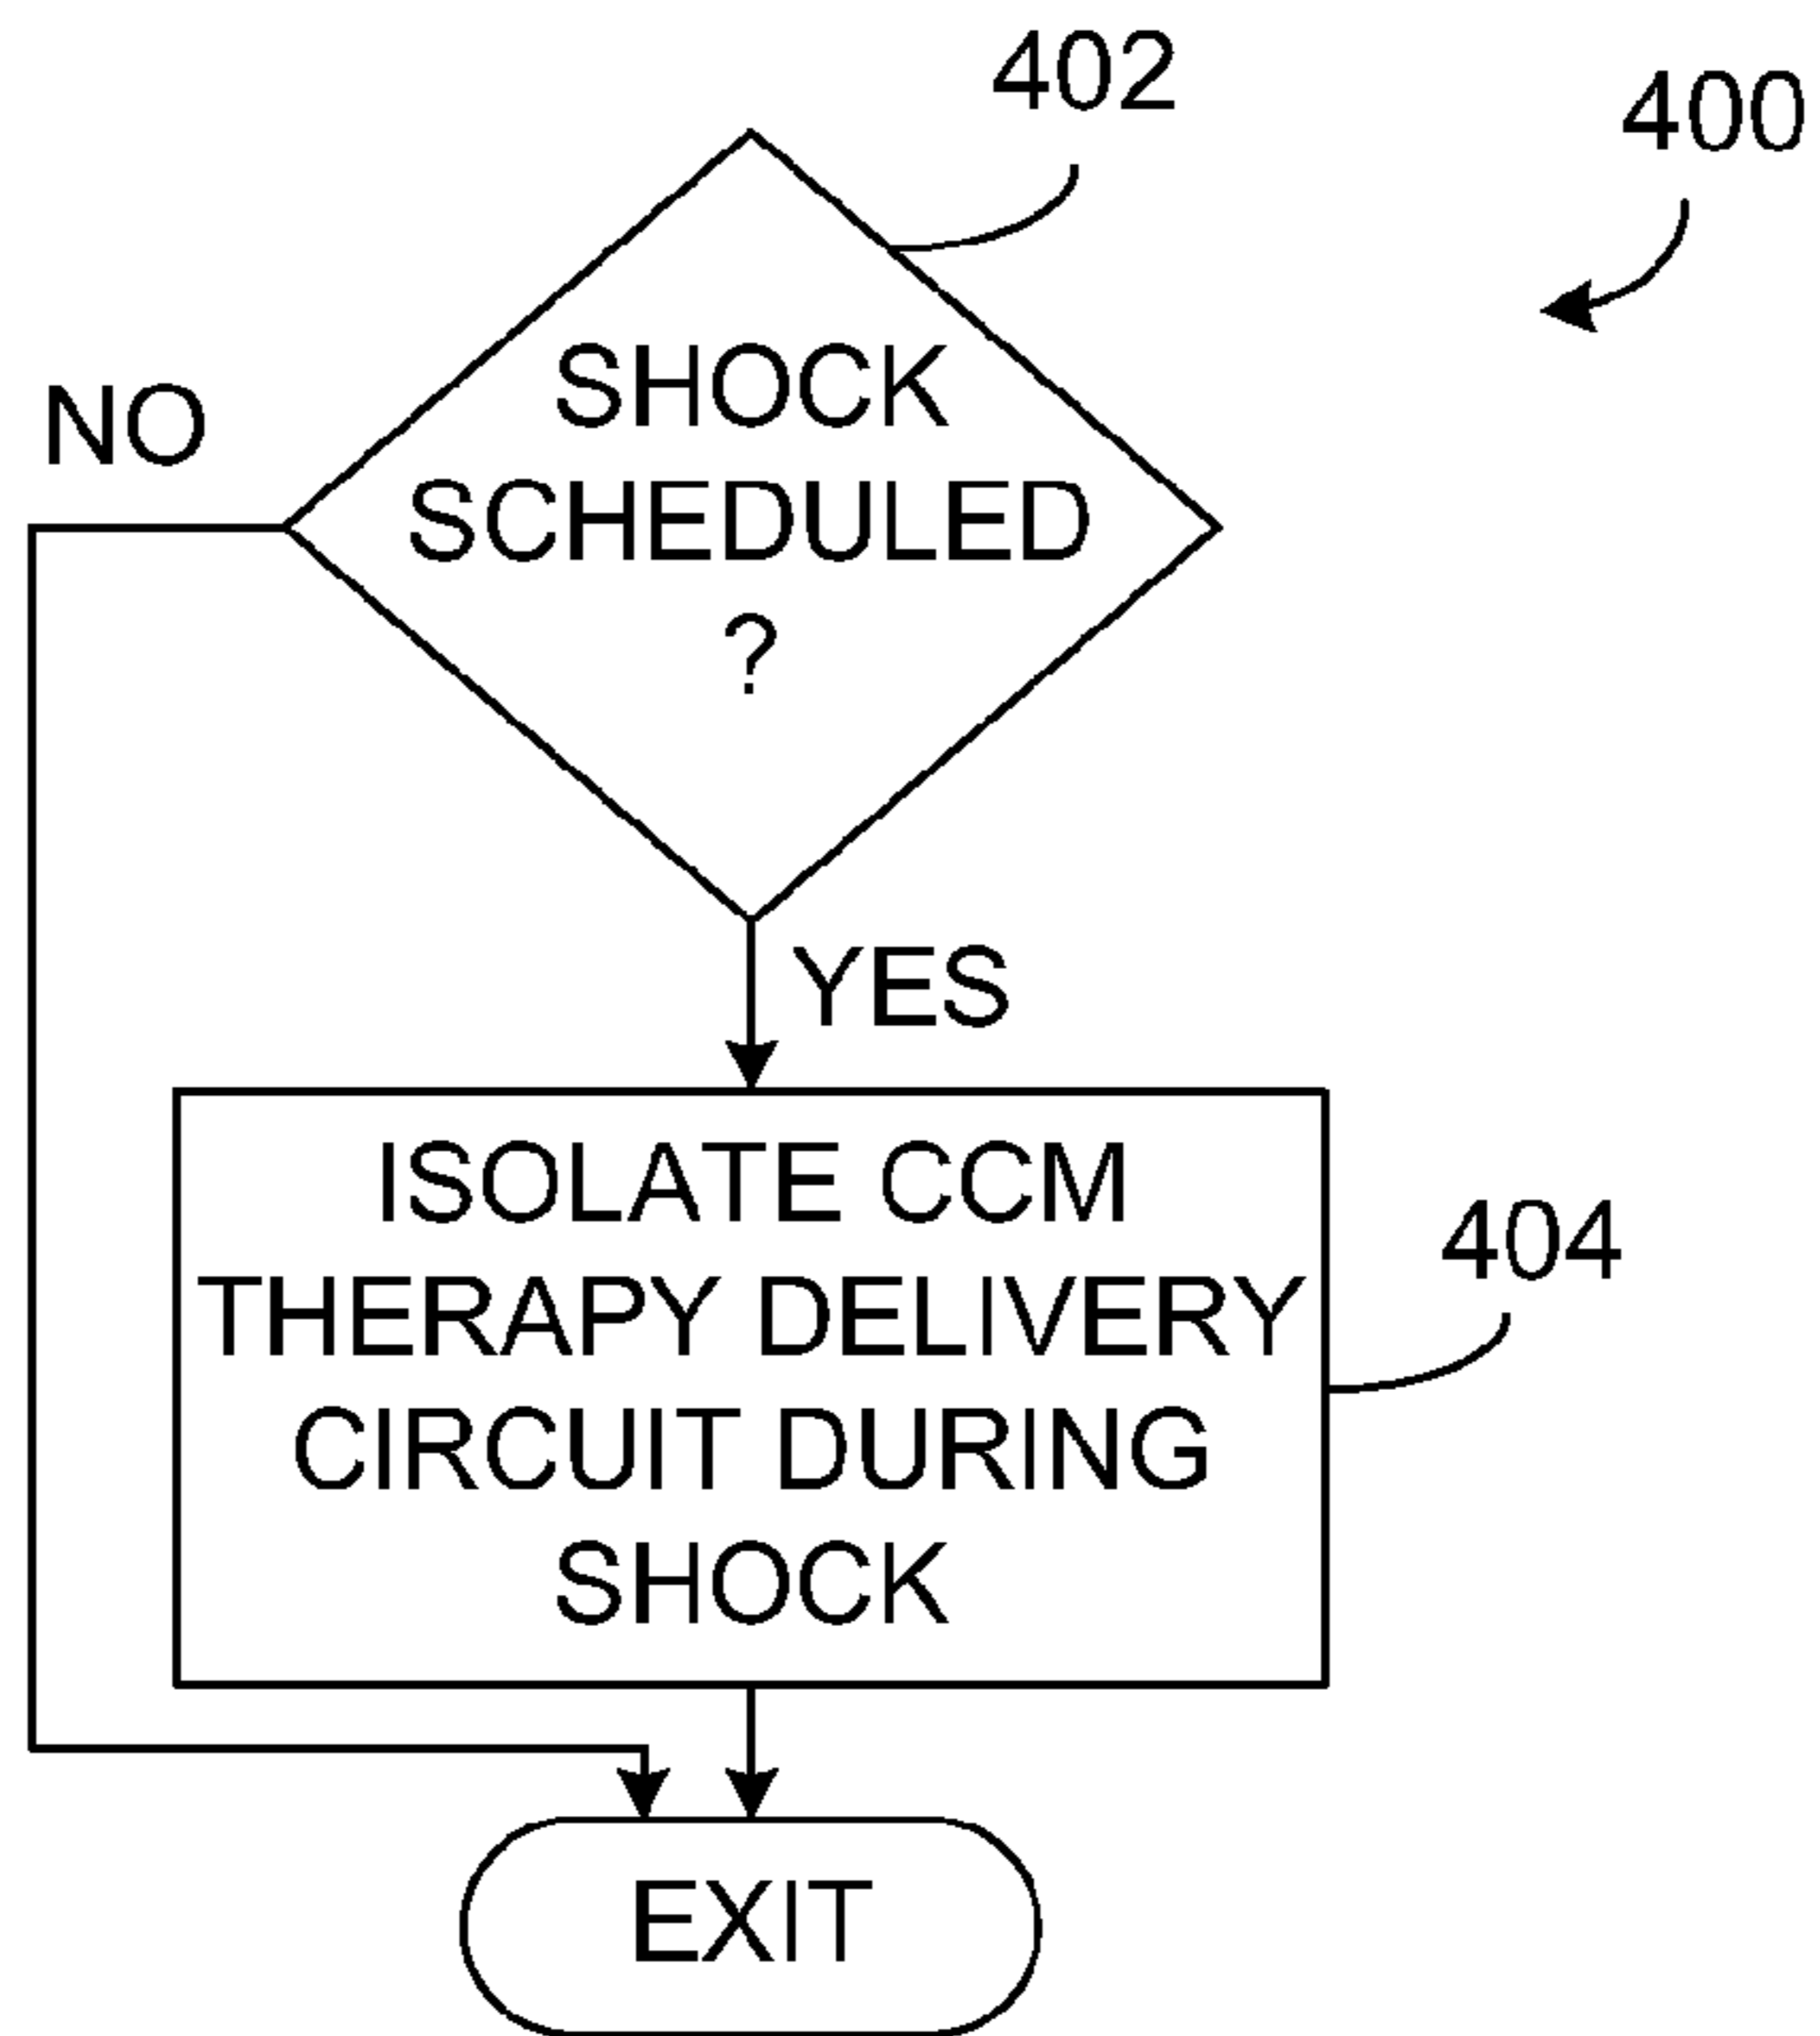 402
400
SHOCK
SCHEDULED
?
NO
YES
ISOLATE CCM
THERAPY DELIVERY
CIRCUIT DURING
SHOCK
404
EXIT